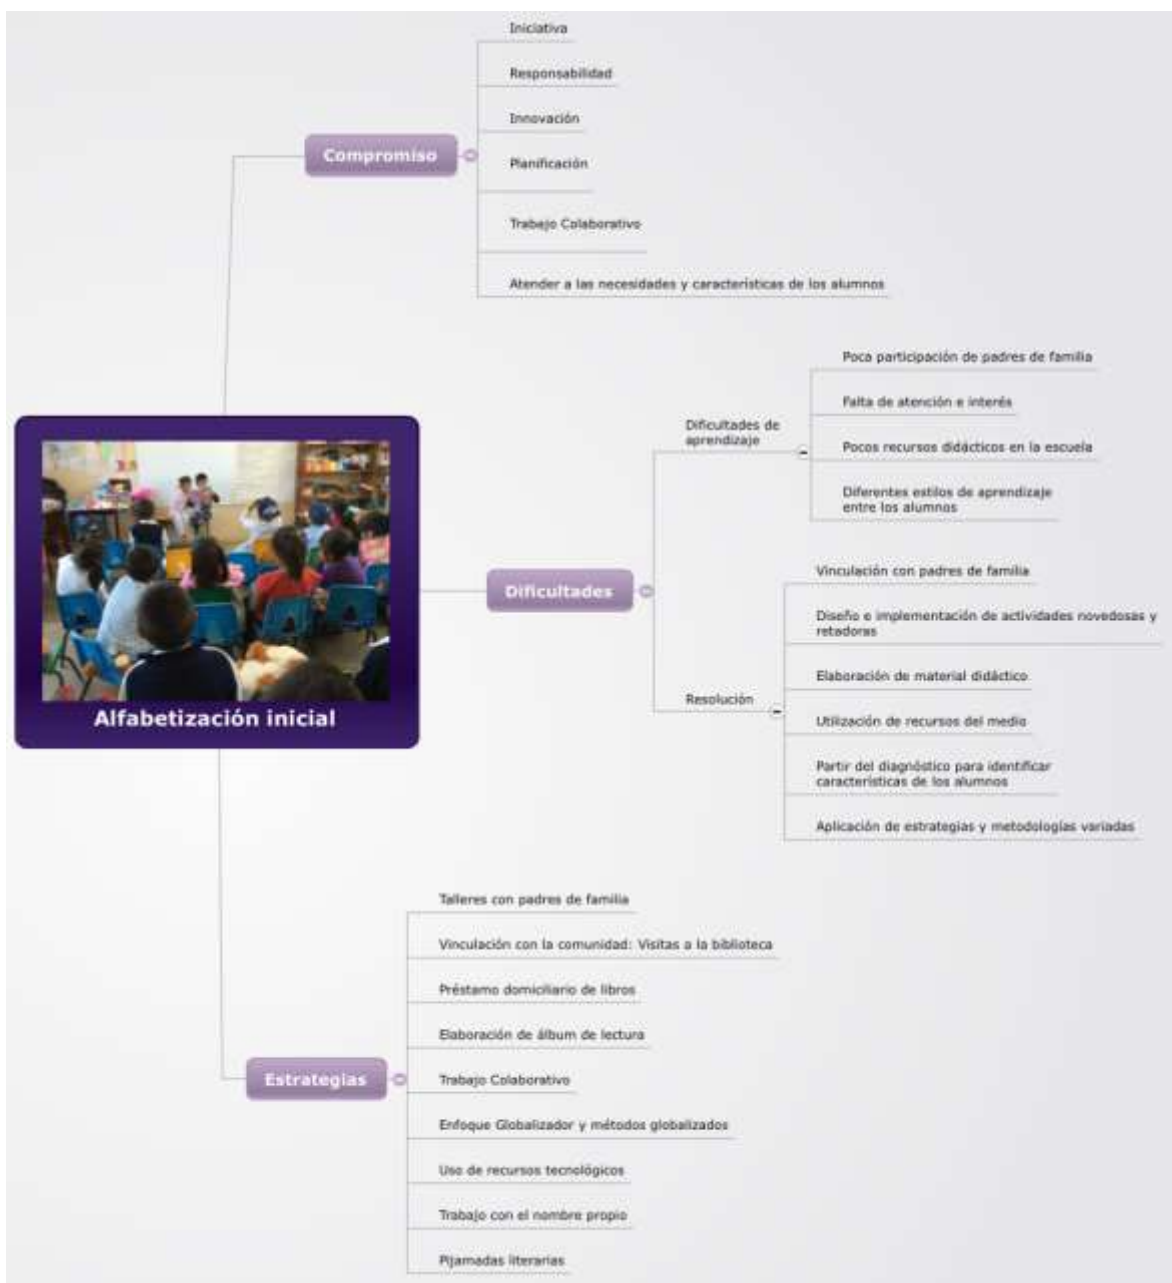 Iniciativa
Responsabilidad
Innovación
Compromiso
Planificación
Trabajo Colaborativo
Atender a las necesidades y características de los alumnos
Alfabetización inicial
Dificultades
Dificultades de
aprendizaje
Poca participación de padres de familia
Falta de atención e interés
Pocos recursos didácticos en la escuela
Diferentes estilos de aprendizaje
entre los alumnos
Resolución
Vinculación con padres de familia
Diseño e implementación de actividades novedosas y
retadoras
Elaboración de material didáctico
Utilización de recursos del medio
Partir del diagnóstico para identificar
características de los alumnos
Aplicación de estrategias y metodologías variadas
Estrategias
Talleres con padres de familia
Vinculación con la comunidad: Visitas a la biblioteca
Préstamo domiciliario de libros
Elaboración de álbum de lectura
Trabajo Colaborativo
Enfoque Globalizador y métodos globalizados
Uso de recursos tecnológicos
Trabajo con el nombre propio
Pijamadas literarias